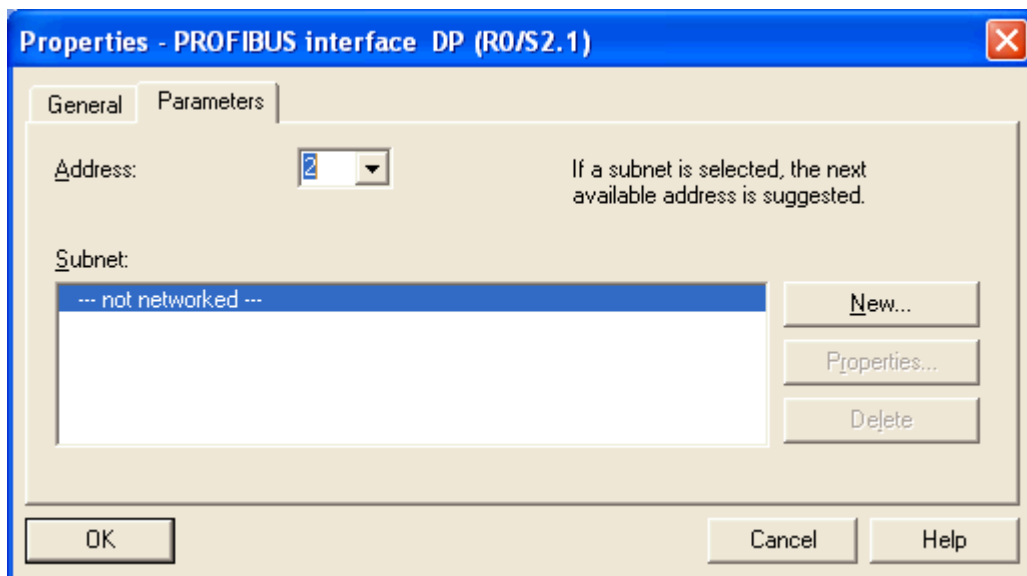 Properties - PROFIBUS interface DP (R0/S2.1)
General
Parameters
Address:
2
If a subnet is selected, the next
available address is suggested.
Subnet:
--- not networked ---
New...
Properties...
Delete
OK
Cancel
Help